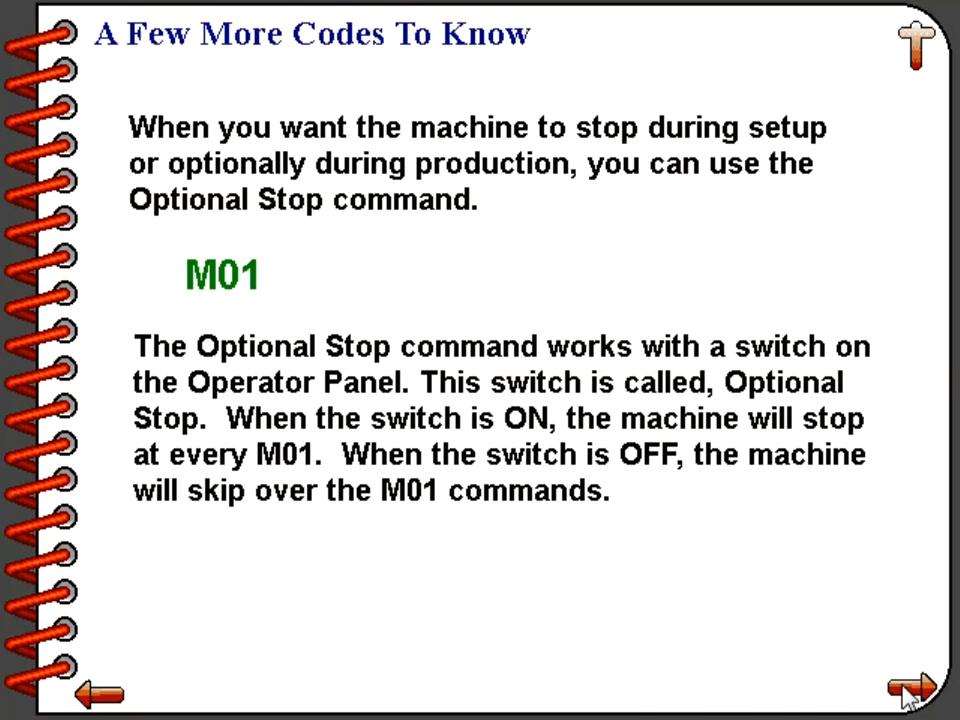 A Few More Codes To Know
When you want the machine to stop during setup
or optionally during production, you can use the
Optional Stop command.
M01
The Optional Stop command works with a switch on
the Operator Panel. This switch is called, Optional
Stop.  When the switch is ON, the machine will stop
at every M01.  When the switch is OFF, the machine
will skip over the M01 commands.